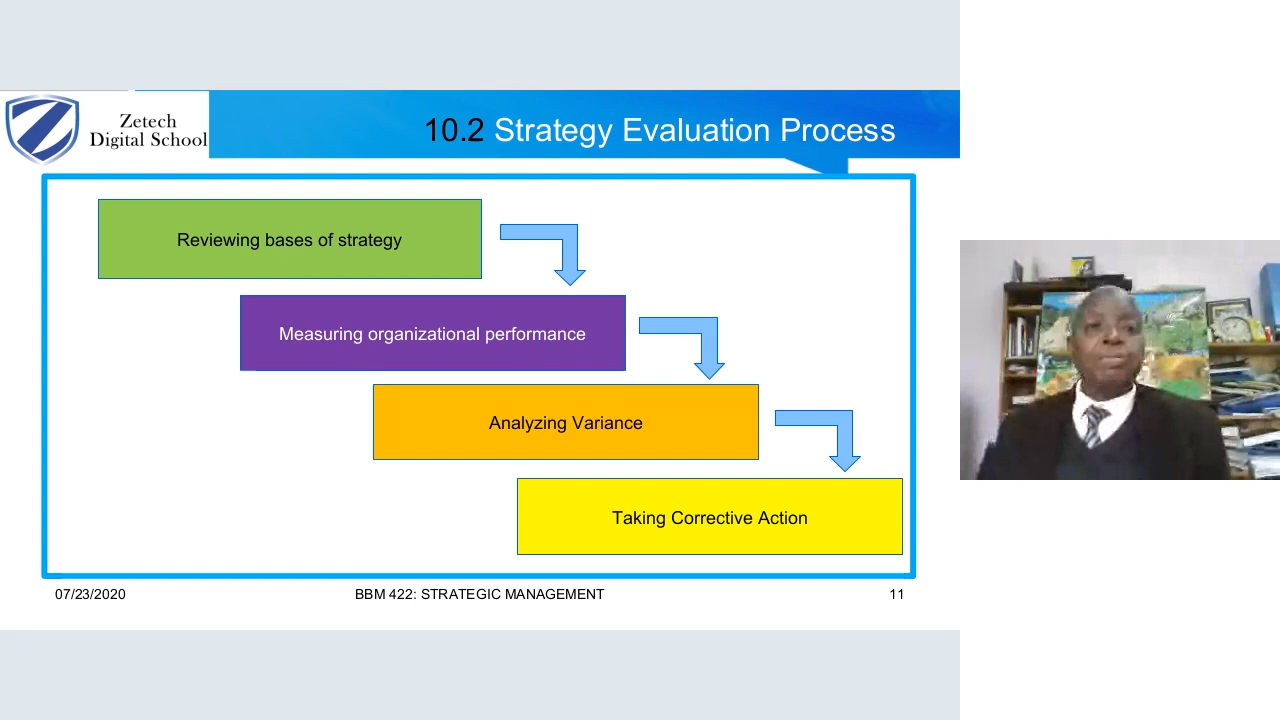 Zetech
Digital School
10.2 Strategy Evaluation Process
Reviewing bases of strategy
Measuring organizational performance
Analyzing Variance
Taking Corrective Action
07/23/2020
BBM 422: STRATEGIC MANAGEMENT
11